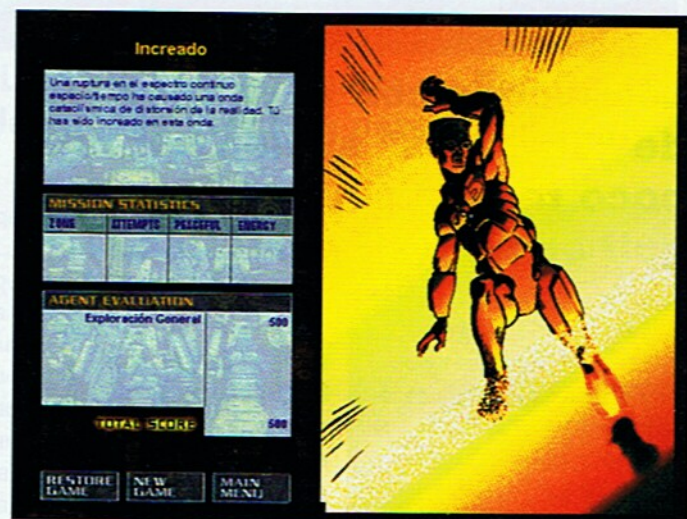 Increado
Una ruptura en el espectro continuo
espacio/tiempo ha causado una onda
cataclísmica de distorsión de la realidad. Tú
has sido increado en esta onda.
MISSION STATISTICS
ZONE ATTEMPTS PEACEFUL ENERGY
AGENT EVALUATION
Exploración General 500
TOTAL SCORE 500
RESTORE GAME
NEW GAME
MAIN MENU